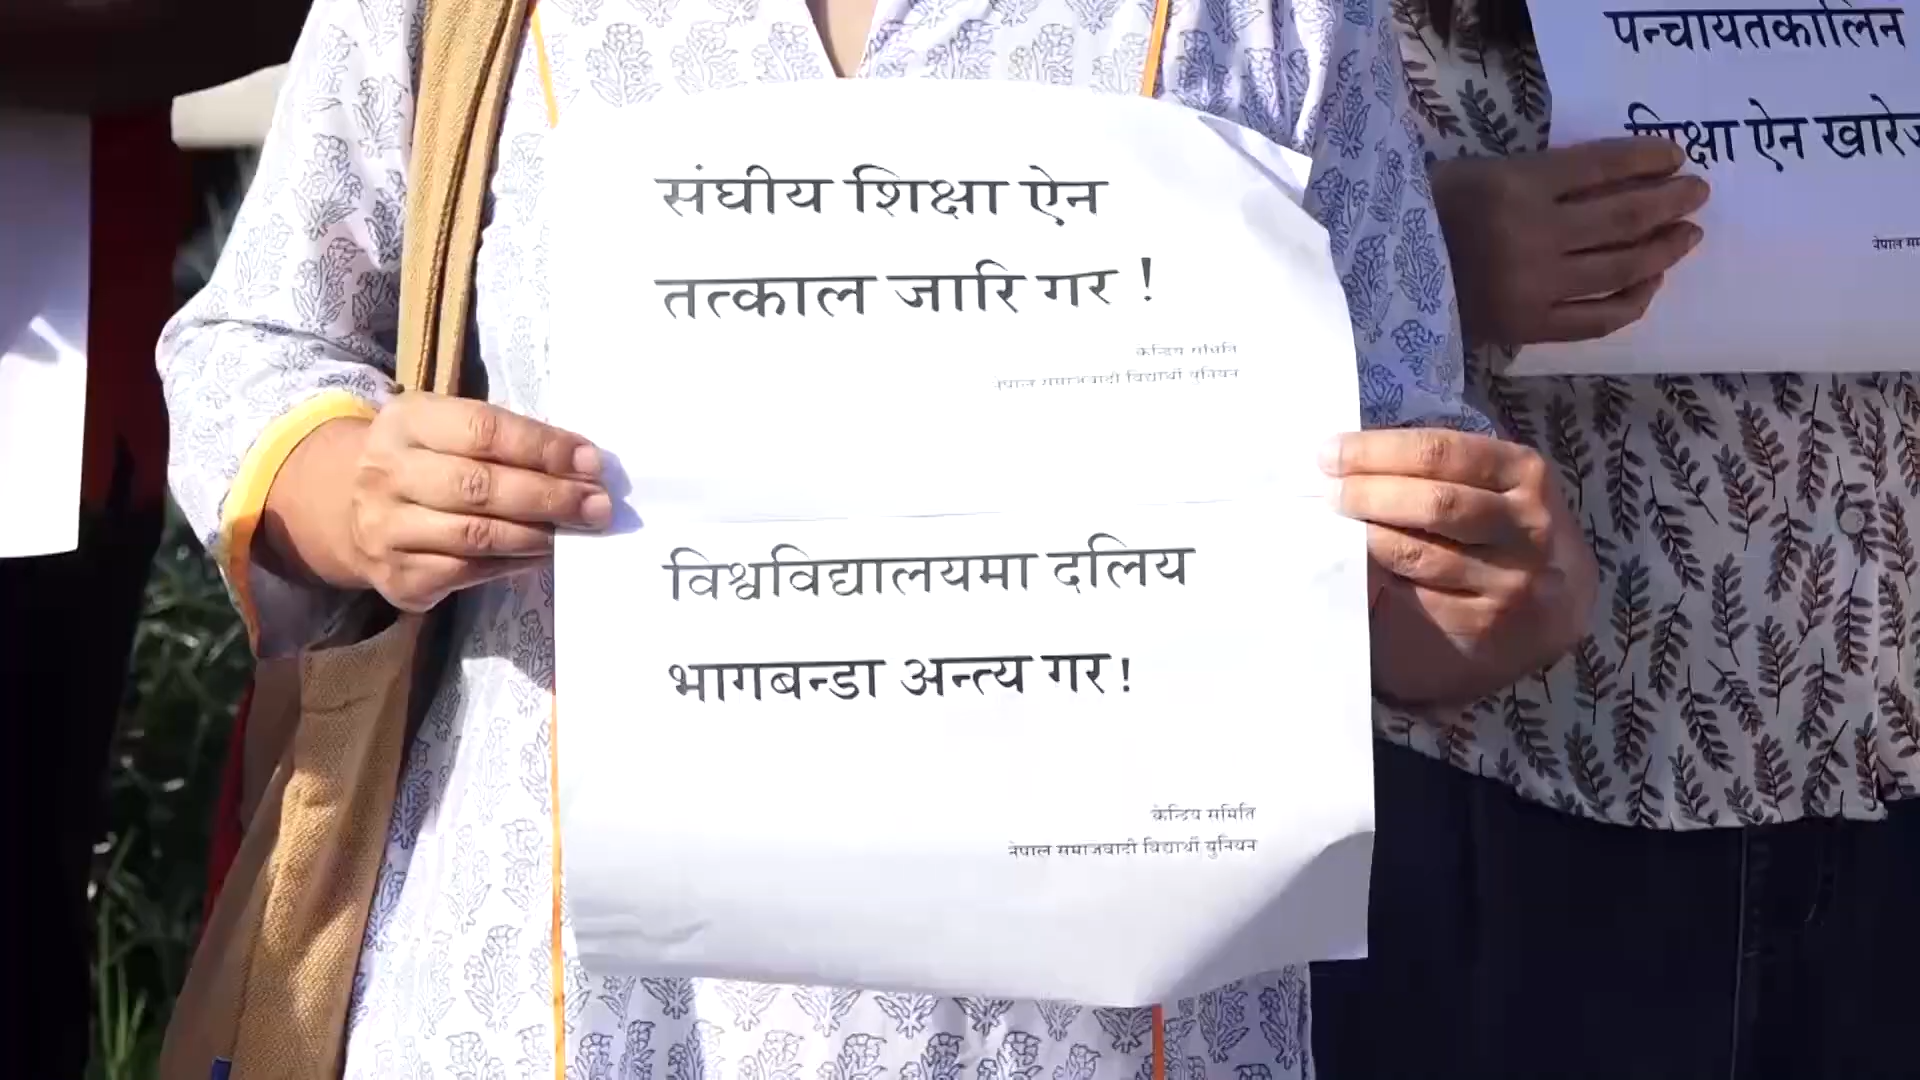 संघीय शिक्षा ऐन
तत्काल जारि गर !
केन्द्रिय समिति
नेपाल समाजवादी विद्यार्थी युनियन
विश्वविद्यालयमा दलिय
भागबन्डा अन्त्य गर !
केन्द्रिय समिति
नेपाल समाजवादी विद्यार्थी युनियन
पन्चायतकालिन
शिक्षा ऐन खारेज
नेपाल